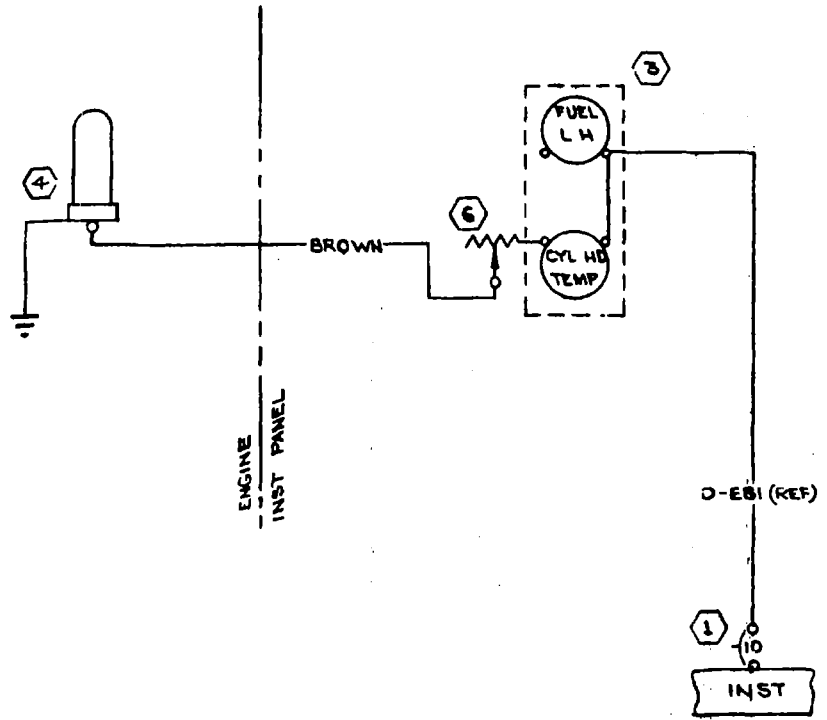 3
FUEL
L H
4
6
BROWN
CYL HD
TEMP
ENGINE
INST PANEL
D-EB1 (REF)
1
10
INST